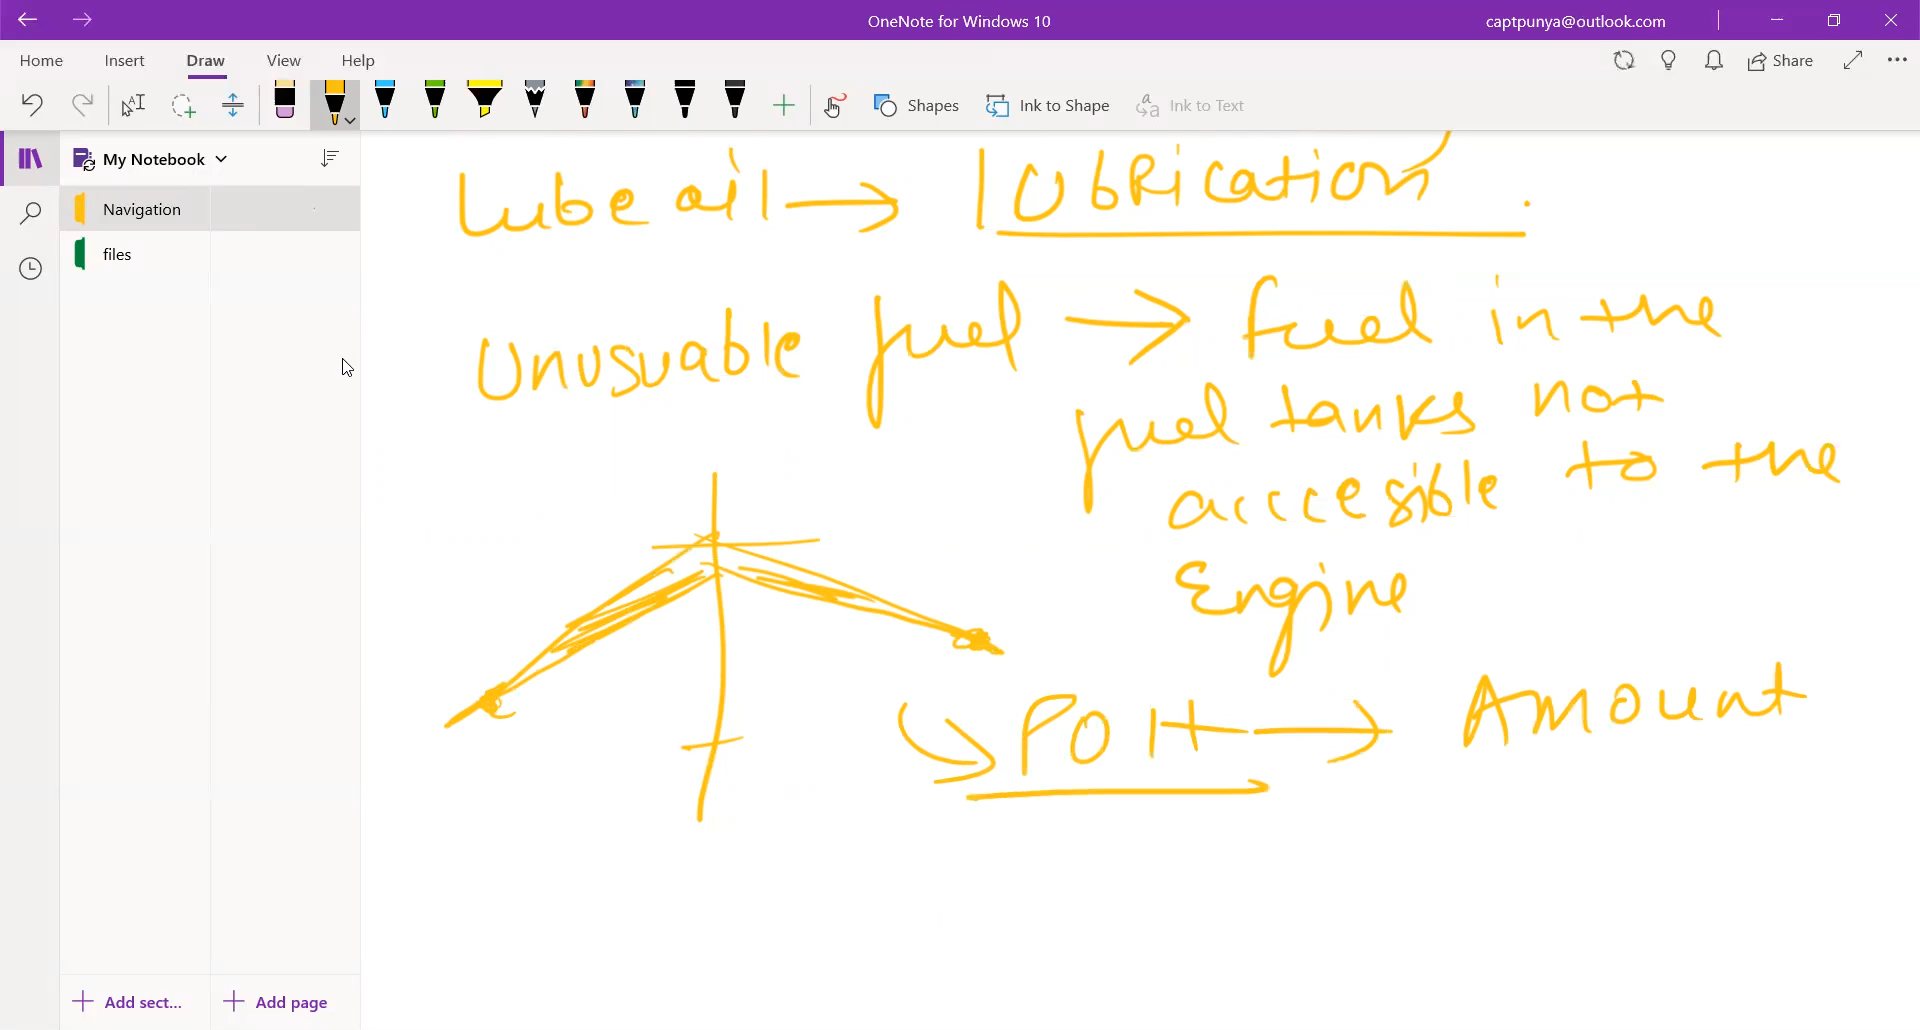 OneNote for Windows 10
captpunya@outlook.com
Home Insert Draw View Help
Share
Shapes Ink to Shape Ink to Text
My Notebook
Navigation
files
Lube oil → lubrication .
Unusuable fuel → fuel in the
fuel tanks not
acccesible to the
Engine
POH → Amount
Add sect... Add page